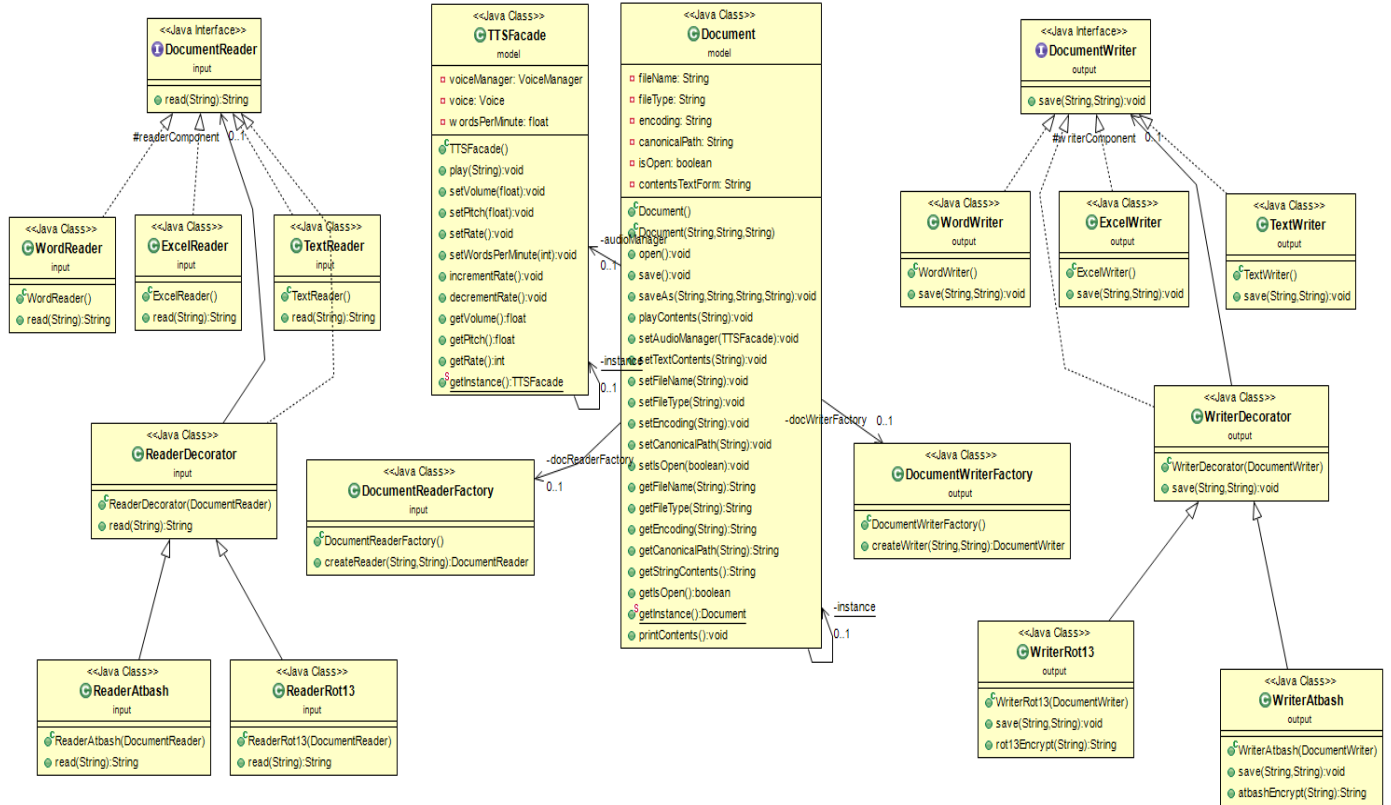 <<Java Interface>>
DocumentReader
input
read(String):String
#readerComponent
0..1
<<Java Class>>
WordReader
input
WordReader()
read(String):String
<<Java Class>>
ExcelReader
input
ExcelReader()
read(String):String
<<Java Class>>
TextReader
input
TextReader()
read(String):String
<<Java Class>>
ReaderDecorator
input
ReaderDecorator(DocumentReader)
read(String):String
<<Java Class>>
ReaderAtbash
input
ReaderAtbash(DocumentReader)
read(String):String
<<Java Class>>
ReaderRot13
input
ReaderRot13(DocumentReader)
read(String):String
<<Java Class>>
TTSFacade
model
voiceManager: VoiceManager
voice: Voice
wordsPerMinute: float
TTSFacade()
play(String):void
setVolume(float):void
setPitch(float):void
setRate():void
setWordsPerMinute(int):void
incrementRate():void
decrementRate():void
getVolume():float
getPitch():float
getRate():int
getInstance():TTSFacade
-audioManager
0..1
-instance
0..1
-docReaderFactory
0..1
<<Java Class>>
DocumentReaderFactory
input
DocumentReaderFactory()
createReader(String,String):DocumentReader
<<Java Class>>
Document
model
fileName: String
fileType: String
encoding: String
canonicalPath: String
isOpen: boolean
contentsTextForm: String
Document()
Document(String,String,String)
open():void
save():void
saveAs(String,String,String,String):void
playContents(String):void
setAudioManager(TTSFacade):void
setTextContents(String):void
setFileName(String):void
setFileType(String):void
setEncoding(String):void
setCanonicalPath(String):void
setIsOpen(boolean):void
getFileName(String):String
getFileType(String):String
getEncoding(String):String
getCanonicalPath(String):String
getStringContents():String
getIsOpen():boolean
getInstance():Document
printContents():void
-instance
0..1
-docWriterFactory
0..1
<<Java Class>>
DocumentWriterFactory
output
DocumentWriterFactory()
createWriter(String,String):DocumentWriter
<<Java Interface>>
DocumentWriter
output
save(String,String):void
#writerComponent
0..1
<<Java Class>>
WordWriter
output
WordWriter()
save(String,String):void
<<Java Class>>
ExcelWriter
output
ExcelWriter()
save(String,String):void
<<Java Class>>
TextWriter
output
TextWriter()
save(String,String):void
<<Java Class>>
WriterDecorator
output
WriterDecorator(DocumentWriter)
save(String,String):void
<<Java Class>>
WriterRot13
output
WriterRot13(DocumentWriter)
save(String,String):void
rot13Encrypt(String):String
<<Java Class>>
WriterAtbash
output
WriterAtbash(DocumentWriter)
save(String,String):void
atbashEncrypt(String):String